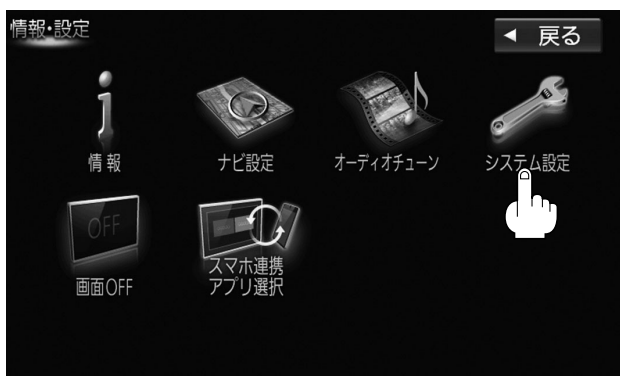 情報・設定
◀ 戻る
情報
ナビ設定
オーディオチューン
システム設定
OFF
画面OFF
スマホ連携
アプリ選択